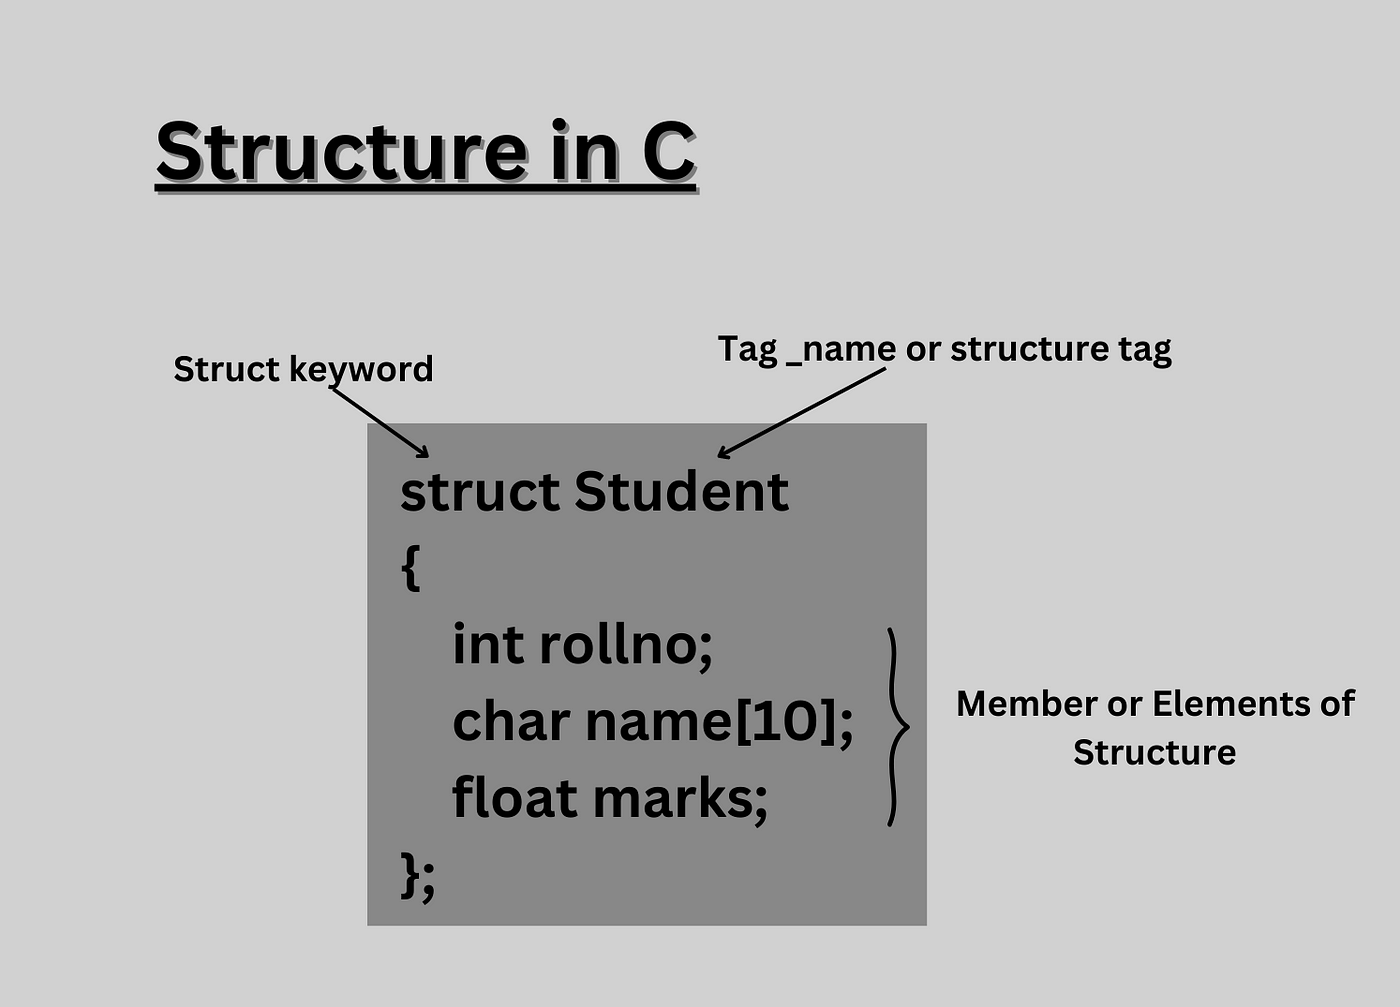 Structure in C
Struct keyword
Tag _name or structure tag
struct Student
{
int rollno;
char name[10];
float marks;
};
Member or Elements of
Structure